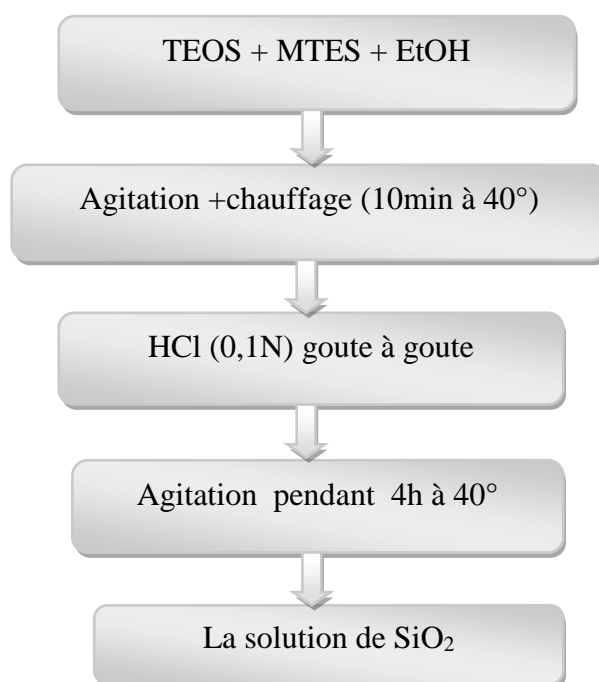 TEOS + MTES + EtOH
Agitation +chauffage (10min à 40°)
HCl (0,1N) goute à goute
Agitation pendant 4h à 40°
La solution de SiO₂